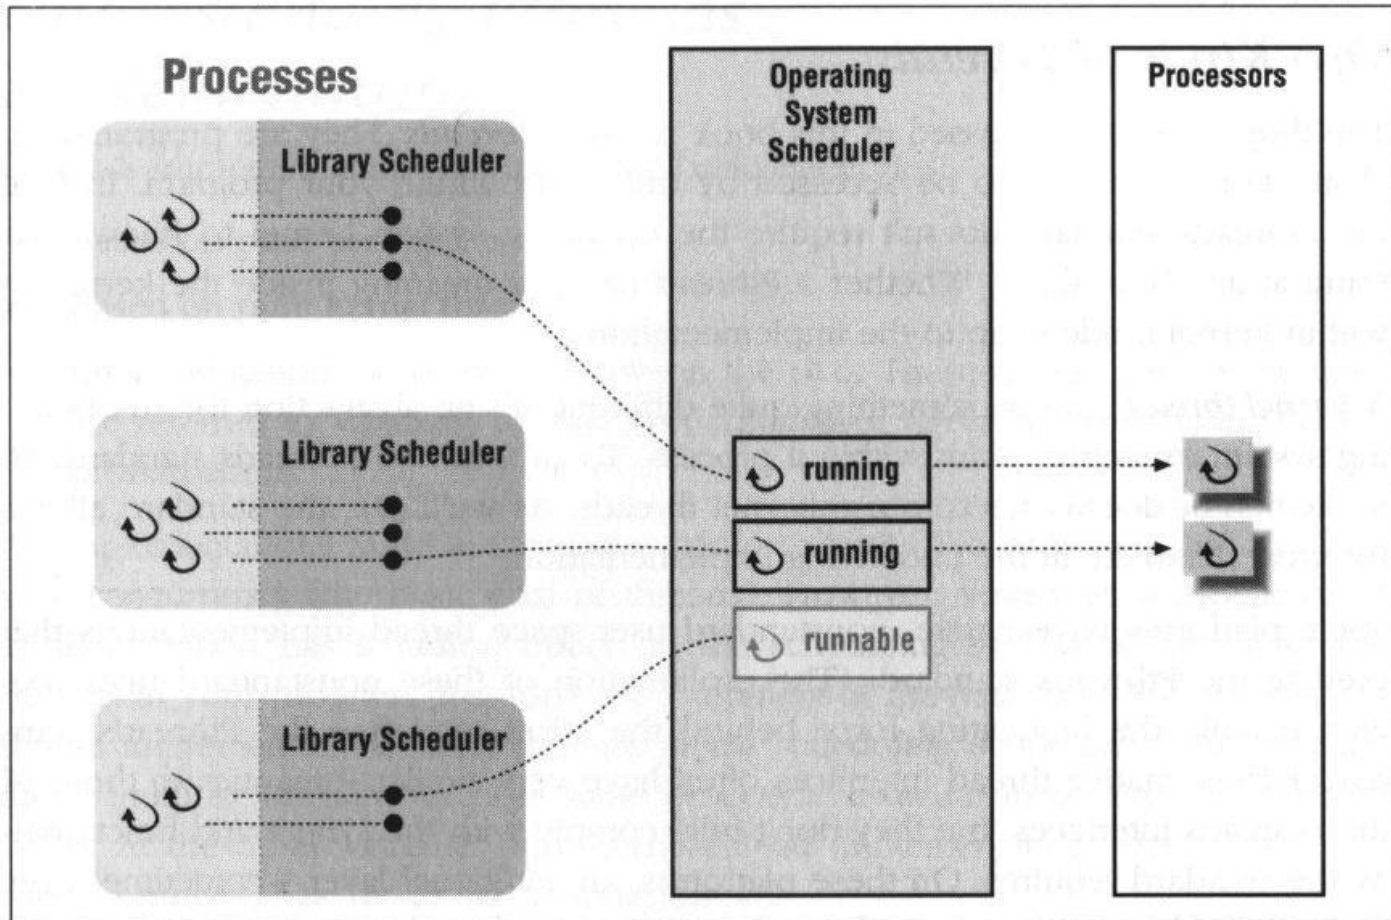 Processes
Library Scheduler
Library Scheduler
Library Scheduler
Operating
System
Scheduler
running
running
runnable
Processors